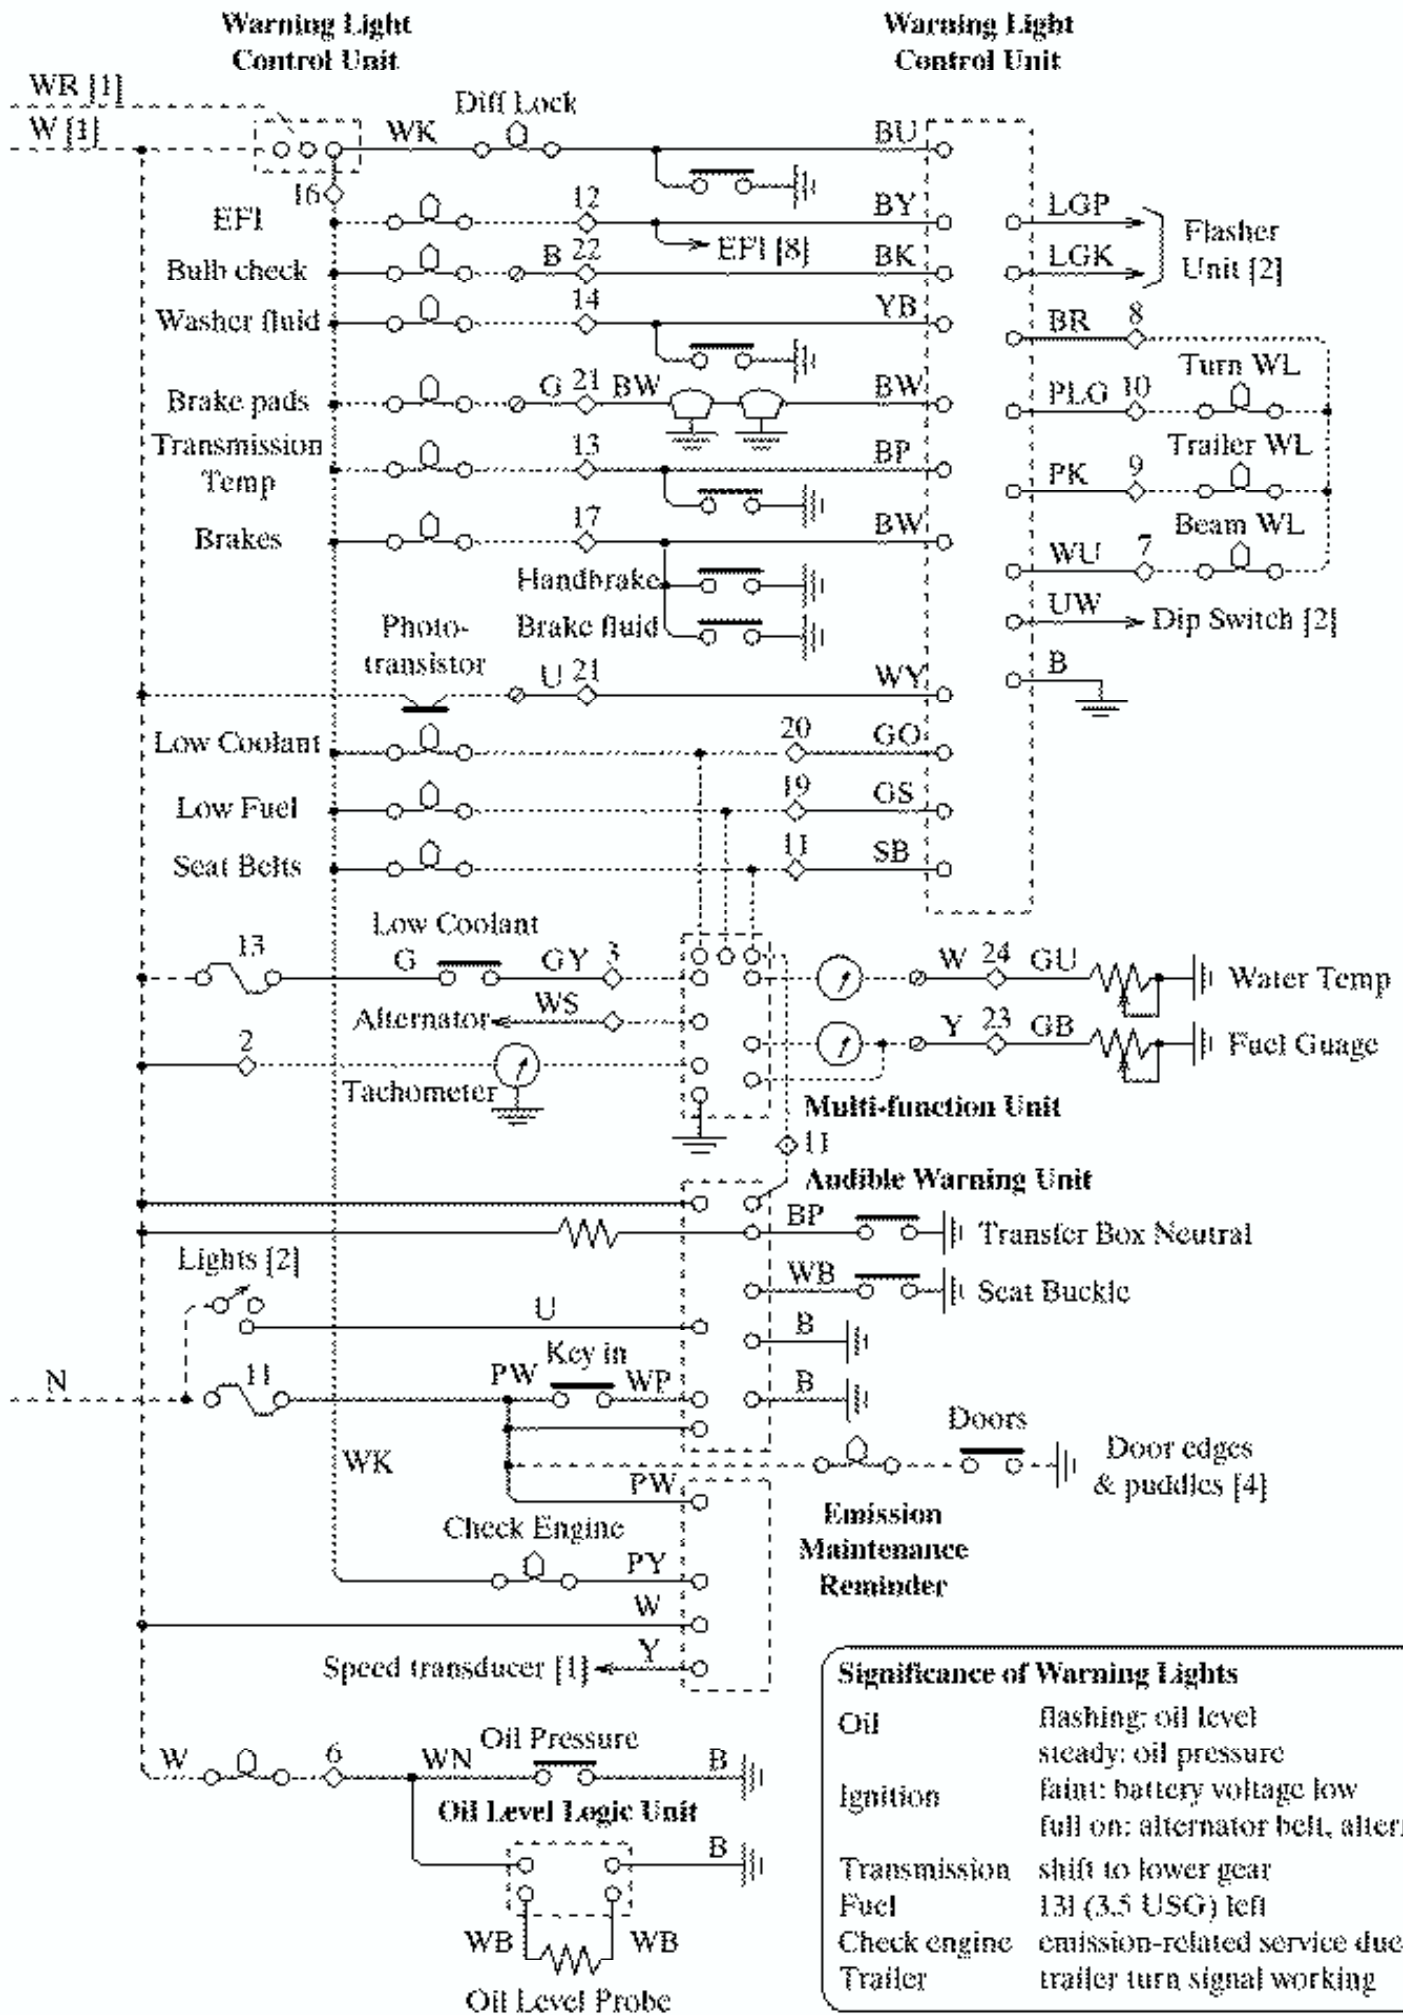 Warning Light
Control Unit
Warning Light
Control Unit
WR [1]
W [1]
WK
Diff Lock
BU
16
EFI
12
BY
LGP
EFI [8]
Flasher
Unit [2]
Bulb check
B
22
BK
LGK
Washer fluid
14
YB
BR
8
Turn WL
Brake pads
G
21
BW
BW
PLG
10
Transmission
Temp
13
BP
Trailer WL
PK
9
Brakes
17
BW
Beam WL
WU
7
Handbrake
UW
Dip Switch [2]
Photo-
transistor
Brake fluid
B
U
21
WY
Low Coolant
20
GO
Low Fuel
19
GS
Seat Belts
11
SB
Low Coolant
13
G
GY
3
W
24
GU
Water Temp
Alternator
WS
Y
23
GB
Fuel Guage
2
Tachometer
Multi-function Unit
11
Audible Warning Unit
BP
Transfer Box Neutral
Lights [2]
WB
Seat Buckle
U
B
Key in
N
11
PW
WP
B
Doors
WK
Door edges
& puddles [4]
PW
Emission
Maintenance
Reminder
Check Engine
PY
W
Y
Speed transducer [1]
Significance of Warning Lights
Oil flashing: oil level
steady: oil pressure
Ignition faint: battery voltage low
full on: alternator belt,
Transmission shift to lower gear
Fuel 13l (3.5 USG) left
Check engine emission-related service due
Trailer trailer turn signal working
W
6
WN
Oil Pressure
B
Oil Level Logic Unit
B
WB
WB
Oil Level Probe